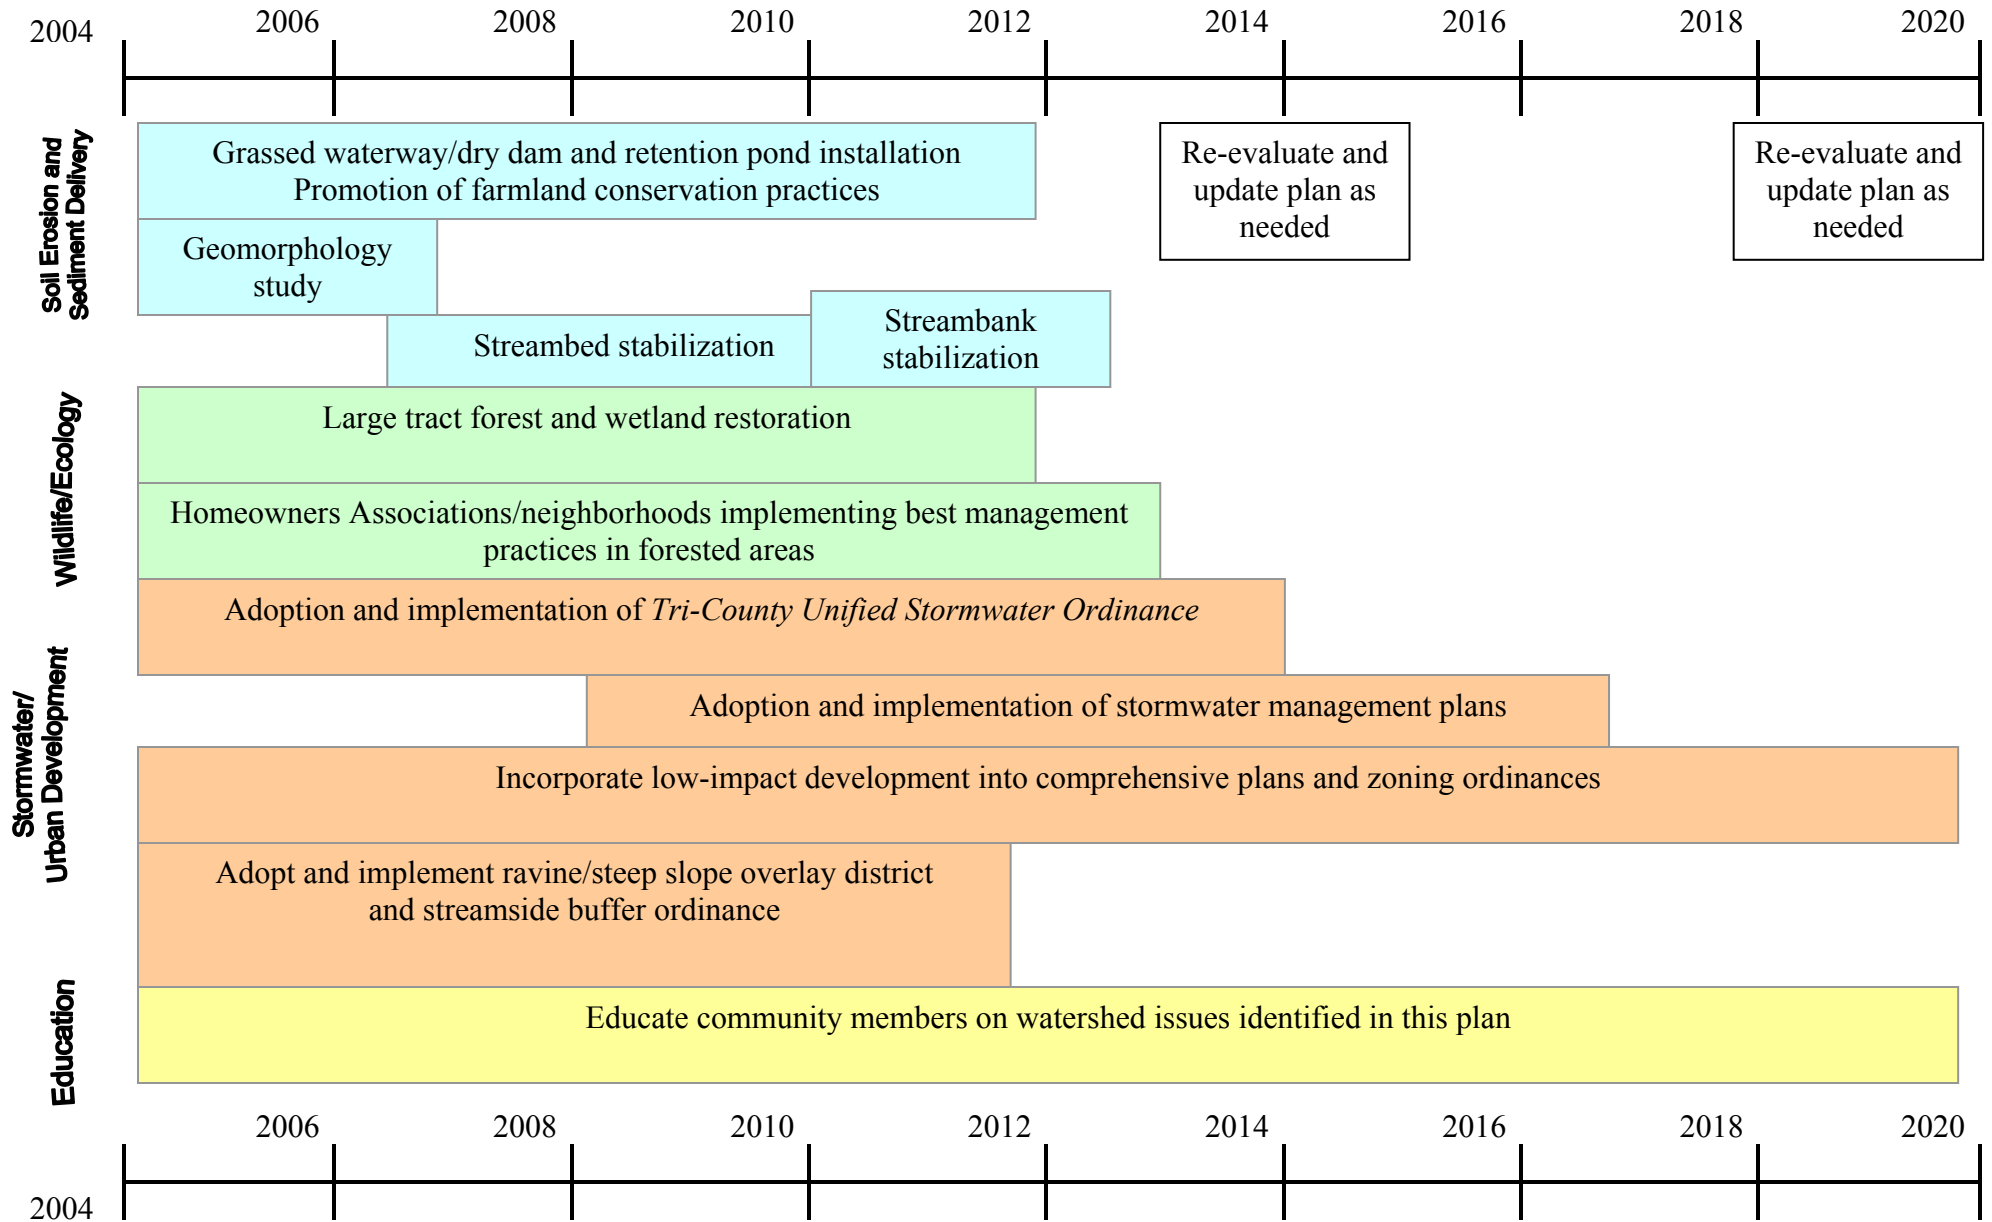 2004
2006
2008
2010
2012
2014
2016
2018
2020
Soil Erosion and
Sediment Delivery
Grassed waterway/dry dam and retention pond installation
Promotion of farmland conservation practices
Re-evaluate and
update plan as
needed
Re-evaluate and
update plan as
needed
Geomorphology
study
Streambed stabilization
Streambank
stabilization
Wildlife/Ecology
Large tract forest and wetland restoration
Homeowners Associations/neighborhoods implementing best management
practices in forested areas
Stormwater/
Urban Development
Adoption and implementation of Tri-County Unified Stormwater Ordinance
Adoption and implementation of stormwater management plans
Incorporate low-impact development into comprehensive plans and zoning ordinances
Adopt and implement ravine/steep slope overlay district
and streamside buffer ordinance
Education
Educate community members on watershed issues identified in this plan
2006
2008
2010
2012
2014
2016
2018
2020
2004